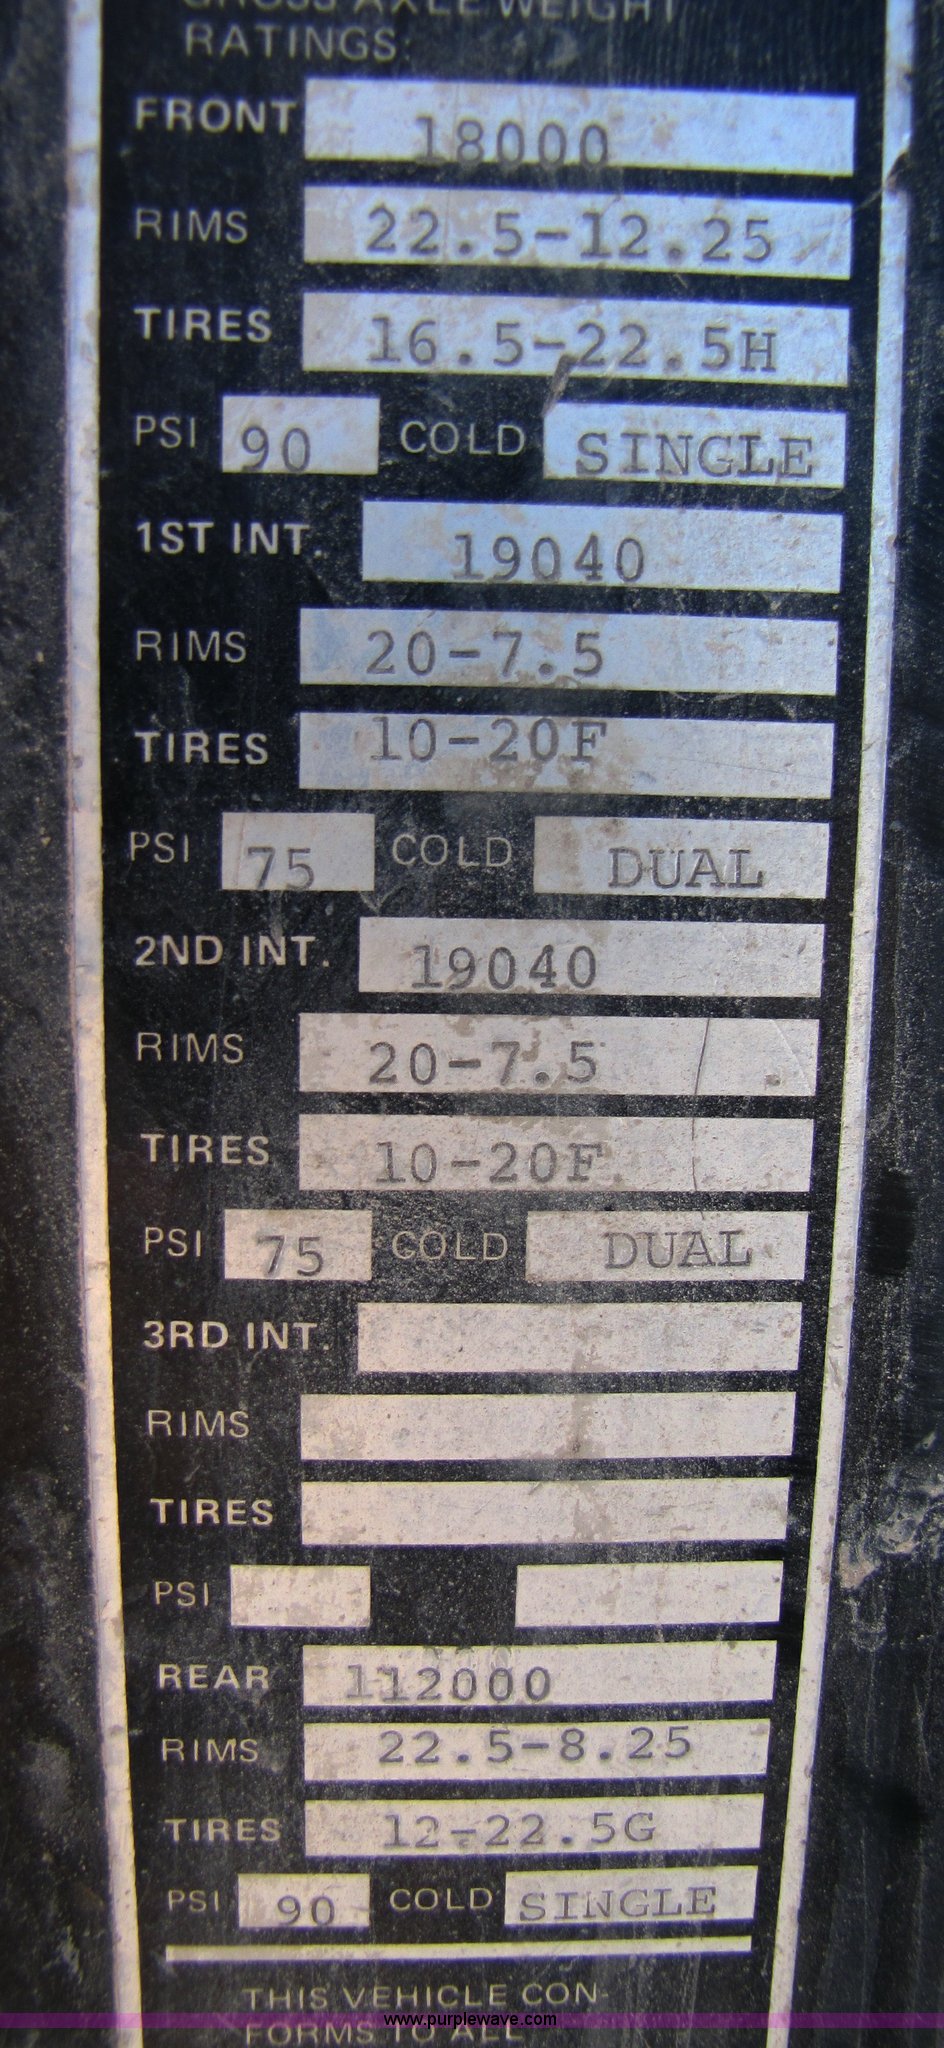 GROSS AXLE WEIGHT
RATINGS:
FRONT 18000
RIMS 22.5-12.25
TIRES 16.5-22.5H
PSI 90 COLD SINGLE
1ST INT. 19040
RIMS 20-7.5
TIRES 10-20F
PSI 75 COLD DUAL
2ND INT. 19040
RIMS 20-7.5
TIRES 10-20F
PSI 75 COLD DUAL
3RD INT.
RIMS
TIRES
PSI
REAR 112000
RIMS 22.5-8.25
TIRES 12-22.5G
PSI 90 COLD SINGLE
THIS VEHICLE CON-
FORMS TO ALL
www.purplewave.com